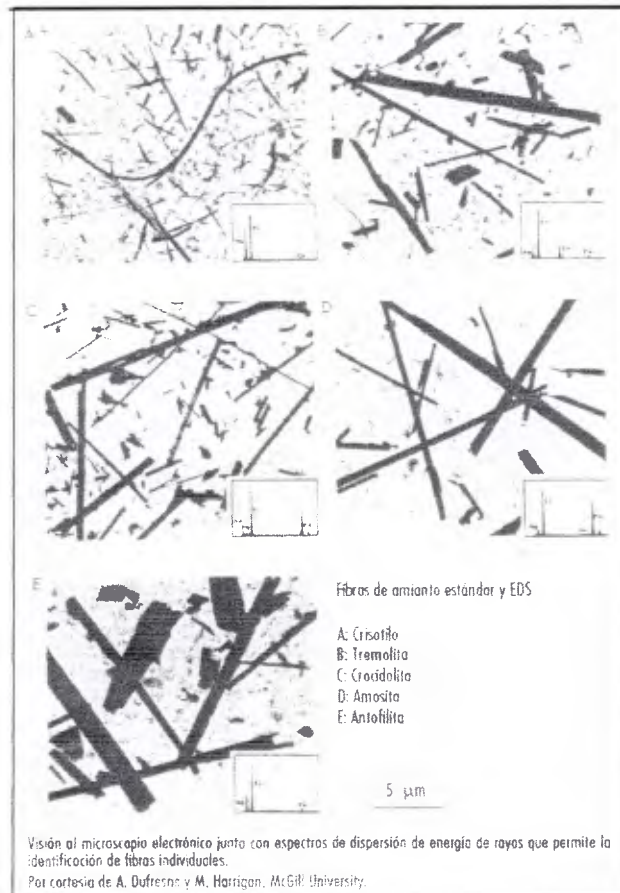 A
B
C
D
E
Fibras de amianto estándar y EDS
A: Crisotilo
B: Tremolita
C: Crocidolita
D: Amosita
E: Antofilita
5 µm
Visión al microscopio electrónico junto con espectros de dispersión de energía de rayos que permite la
identificación de fibras individuales.
Por cortesía de A. Dufresne y M. Harrigan, McGill University.